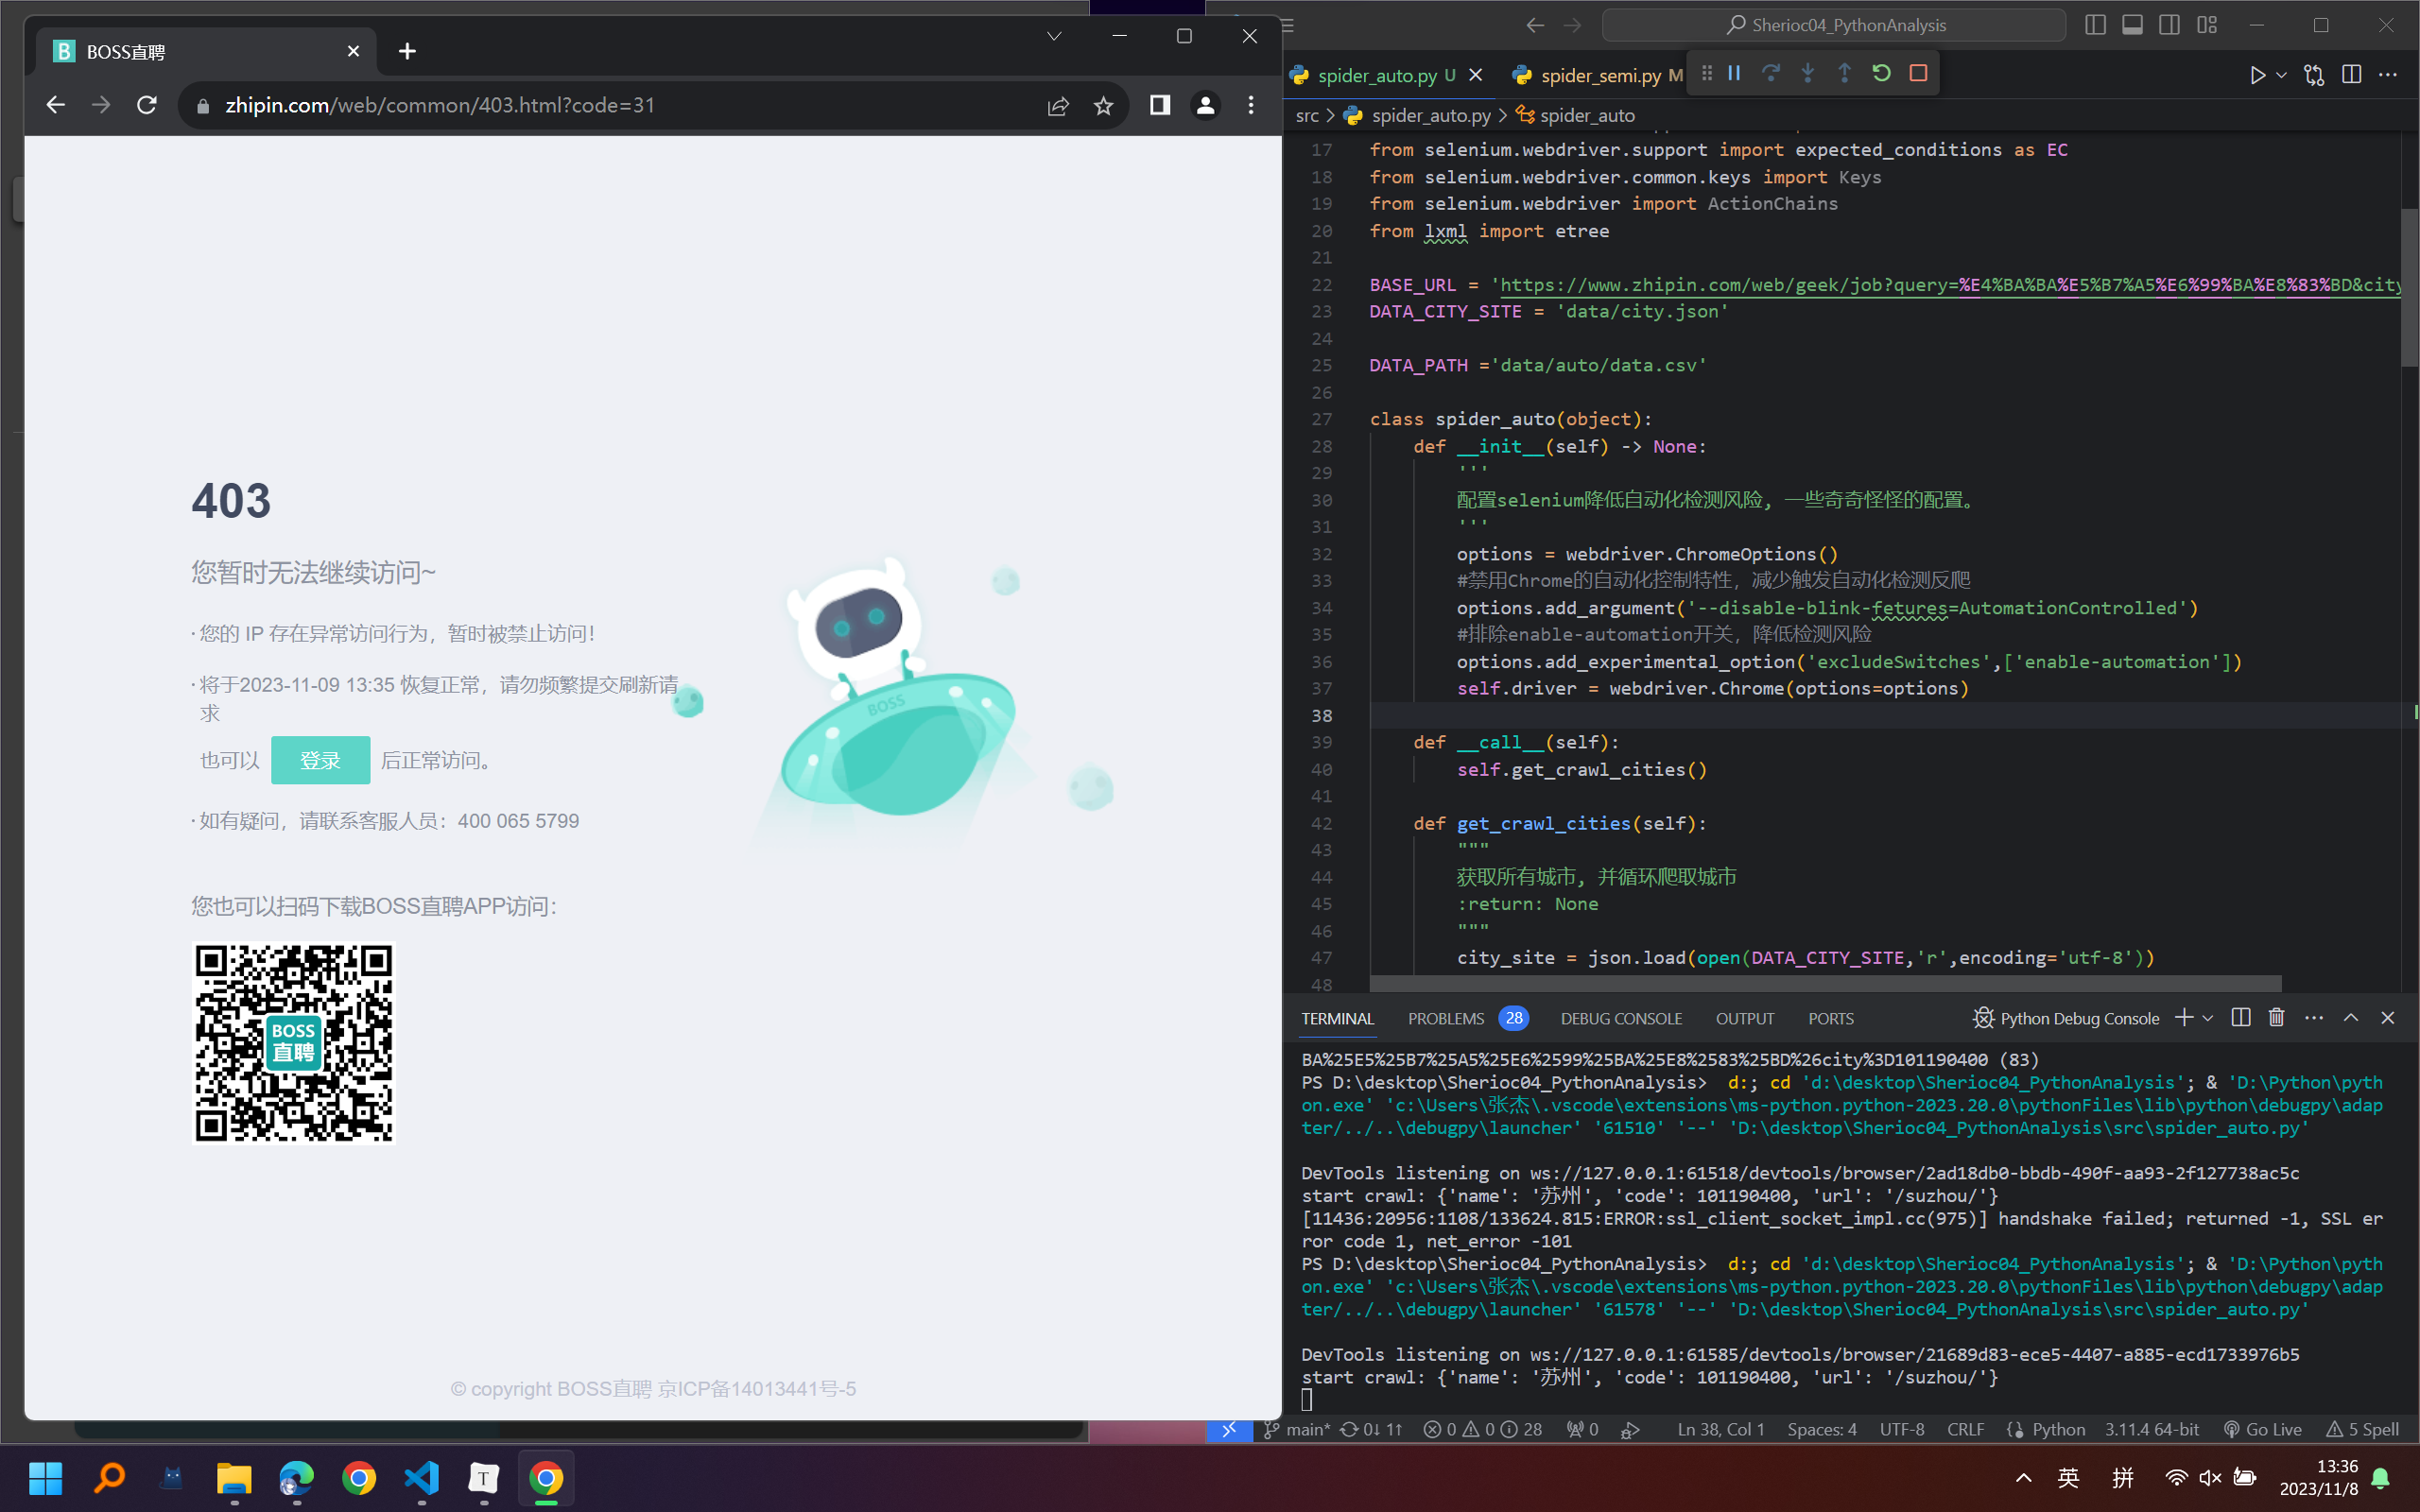 BOSS直聘
zhipin.com/web/common/403.html?code=31
403
您暂时无法继续访问~
· 您的 IP 存在异常访问行为，暂时被禁止访问！
· 将于2023-11-09 13:35 恢复正常，请勿频繁提交刷新请
求
也可以 登录 后正常访问。
· 如有疑问，请联系客服人员：400 065 5799
您也可以扫码下载BOSS直聘APP访问：
BOSS
BOSS
直聘
© copyright BOSS直聘 京ICP备14013441号-5
Sherioc04_PythonAnalysis
spider_auto.py U
spider_semi.py M
src > spider_auto.py > spider_auto
17 from selenium.webdriver.support import expected_conditions as EC
18 from selenium.webdriver.common.keys import Keys
19 from selenium.webdriver import ActionChains
20 from lxml import etree
21
22 BASE_URL = 'https://www.zhipin.com/web/geek/job?query=%E4%BA%BA%E5%B7%A5%E6%99%BA%E8%83%BD&city
23 DATA_CITY_SITE = 'data/city.json'
24
25 DATA_PATH ='data/auto/data.csv'
26
27 class spider_auto(object):
28 def __init__(self) -> None:
29 '''
30 配置selenium降低自动化检测风险, 一些奇奇怪怪的配置。
31 '''
32 options = webdriver.ChromeOptions()
33 #禁用Chrome的自动化控制特性，减少触发自动化检测反爬
34 options.add_argument('--disable-blink-fetures=AutomationControlled')
35 #排除enable-automation开关，降低检测风险
36 options.add_experimental_option('excludeSwitches',['enable-automation'])
37 self.driver = webdriver.Chrome(options=options)
38
39 def __call__(self):
40 self.get_crawl_cities()
41
42 def get_crawl_cities(self):
43 """
44 获取所有城市, 并循环爬取城市
45 :return: None
46 """
47 city_site = json.load(open(DATA_CITY_SITE,'r',encoding='utf-8'))
48
TERMINAL PROBLEMS 28 DEBUG CONSOLE OUTPUT PORTS Python Debug Console
BA%25E5%25B7%25A5%25E6%2599%25BA%25E8%2583%25BD%26city%3D101190400 (83)
PS D:\desktop\Sherioc04_PythonAnalysis> d:; cd 'd:\desktop\Sherioc04_PythonAnalysis'; & 'D:\Python\pyth
on.exe' 'c:\Users\张杰\.vscode\extensions\ms-python.python-2023.20.0\pythonFiles\lib\python\debugpy\adap
ter/../..\debugpy\launcher' '61510' '--' 'D:\desktop\Sherioc04_PythonAnalysis\src\spider_auto.py'
DevTools listening on ws://127.0.0.1:61518/devtools/browser/2ad18db0-bbdb-490f-aa93-2f127738ac5c
start crawl: {'name': '苏州', 'code': 101190400, 'url': '/suzhou/'}
[11436:20956:1108/133624.815:ERROR:ssl_client_socket_impl.cc(975)] handshake failed; returned -1, SSL er
ror code 1, net_error -101
PS D:\desktop\Sherioc04_PythonAnalysis> d:; cd 'd:\desktop\Sherioc04_PythonAnalysis'; & 'D:\Python\pyth
on.exe' 'c:\Users\张杰\.vscode\extensions\ms-python.python-2023.20.0\pythonFiles\lib\python\debugpy\adap
ter/../..\debugpy\launcher' '61578' '--' 'D:\desktop\Sherioc04_PythonAnalysis\src\spider_auto.py'
DevTools listening on ws://127.0.0.1:61585/devtools/browser/21689d83-ece5-4407-a885-ecd1733976b5
start crawl: {'name': '苏州', 'code': 101190400, 'url': '/suzhou/'}
main* 0↓ 1↑ 0 0 28 0 Ln 38, Col 1 Spaces: 4 UTF-8 CRLF Python 3.11.4 64-bit Go Live 5 Spell
T 英 拼 13:36
2023/11/8